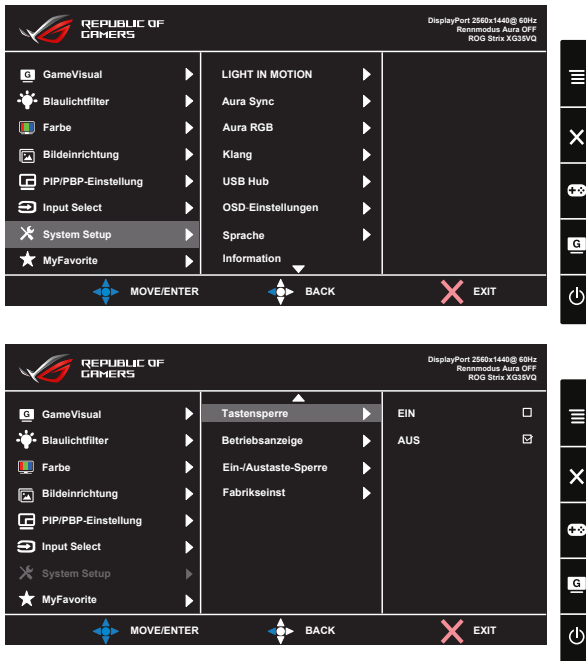 REPUBLIC OF
GAMERS
DisplayPort 2560x1440@ 60Hz
Rennmodus Aura OFF
ROG Strix XG35VQ
G GameVisual
Blaulichtfilter
Farbe
Bildeinrichtung
PIP/PBP-Einstellung
Input Select
System Setup
MyFavorite
LIGHT IN MOTION
Aura Sync
Aura RGB
Klang
USB Hub
OSD-Einstellungen
Sprache
Information
MOVE/ENTER
BACK
EXIT
G
REPUBLIC OF
GAMERS
DisplayPort 2560x1440@ 60Hz
Rennmodus Aura OFF
ROG Strix XG35VQ
G GameVisual
Blaulichtfilter
Farbe
Bildeinrichtung
PIP/PBP-Einstellung
Input Select
System Setup
MyFavorite
Tastensperre
Betriebsanzeige
Ein-/Austaste-Sperre
Fabrikseinst
EIN
AUS
MOVE/ENTER
BACK
EXIT
G